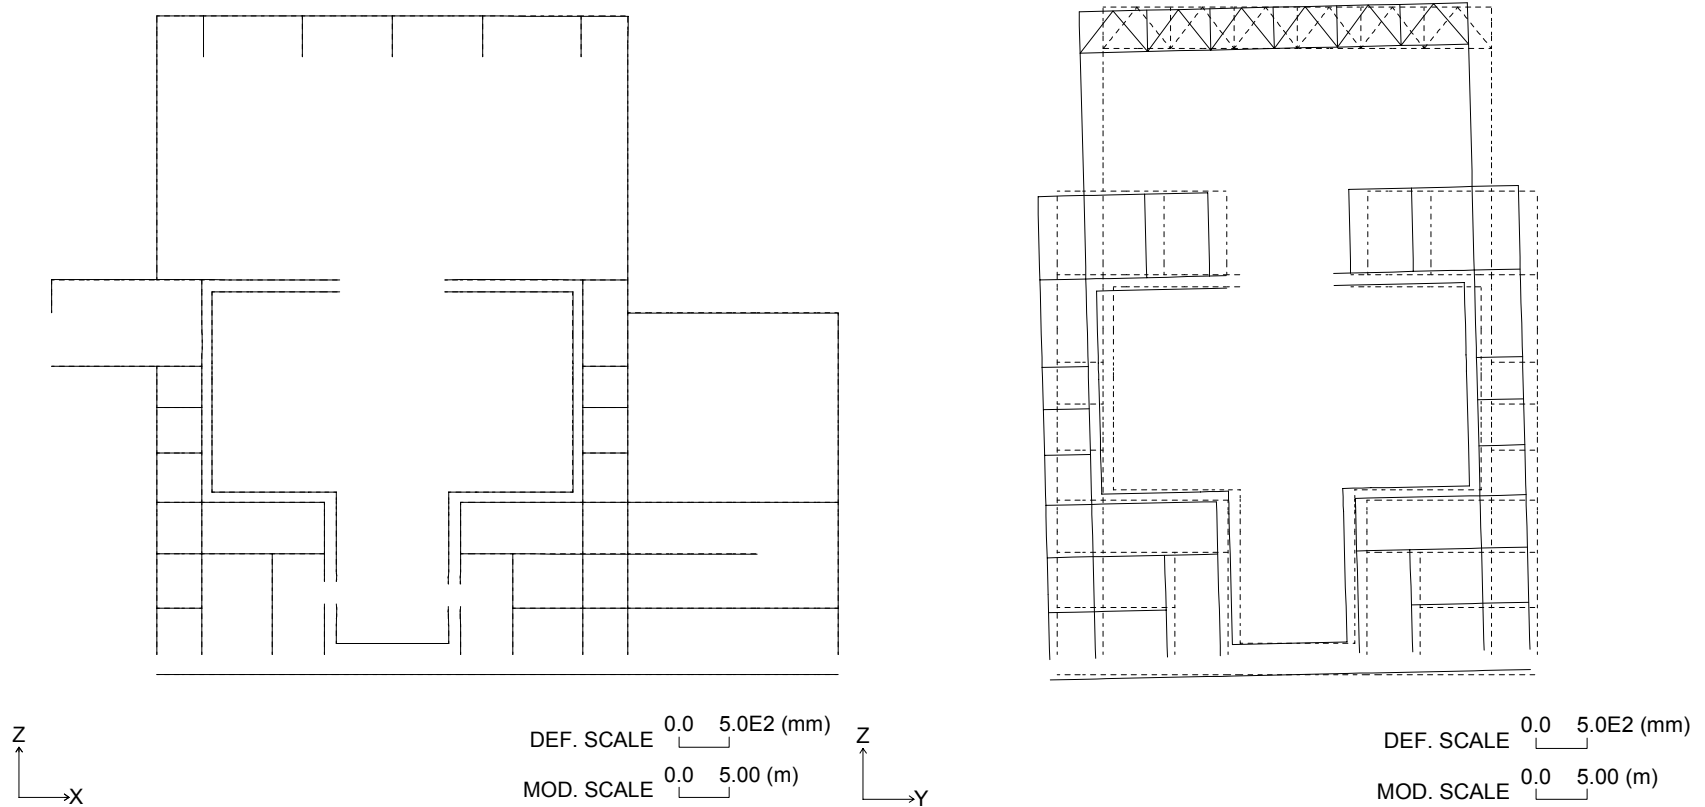 Z
X
DEF. SCALE 0.0 5.0E2 (mm)
MOD. SCALE 0.0 5.00 (m)
Z
Y
DEF. SCALE 0.0 5.0E2 (mm)
MOD. SCALE 0.0 5.00 (m)